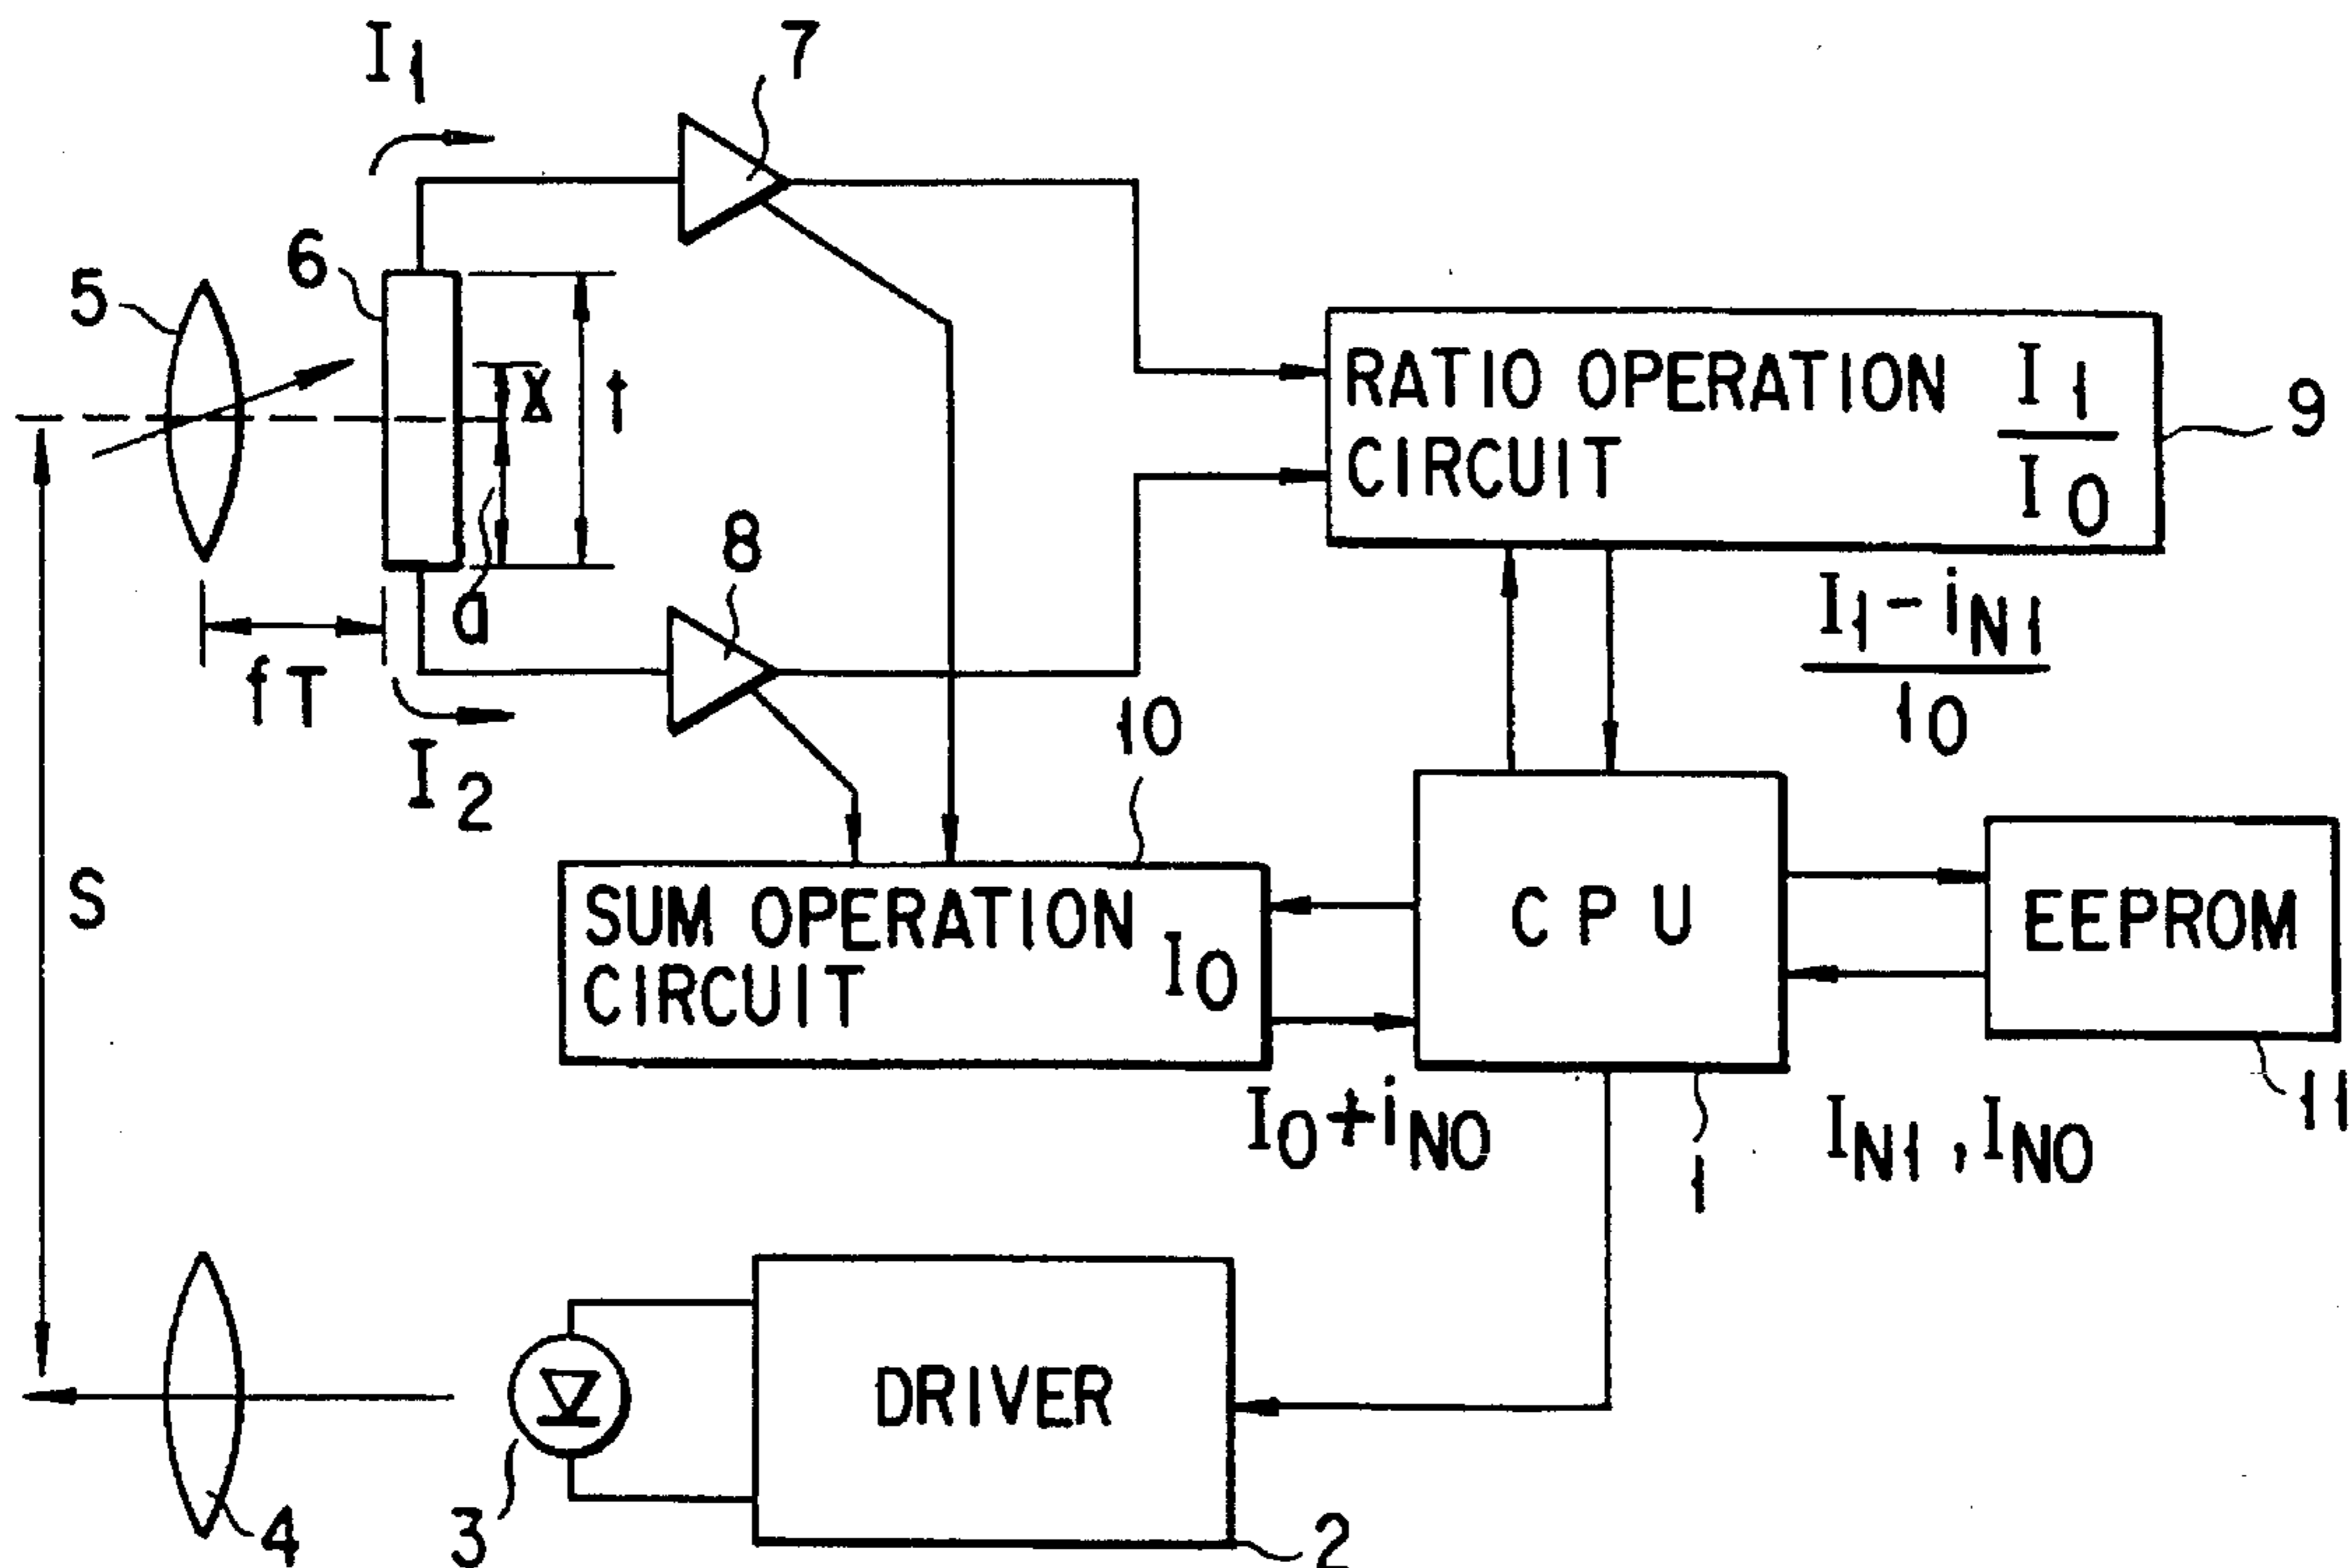 I1
7
5
6
X
t
RATIO OPERATION
CIRCUIT
I1
I0
9
a
8
fT
I2
I1-iN1
I0
10
S
SUM OPERATION
CIRCUIT
I0
CPU
EEPROM
I0+iN0
1
IN1,IN0
11
DRIVER
4
3
2